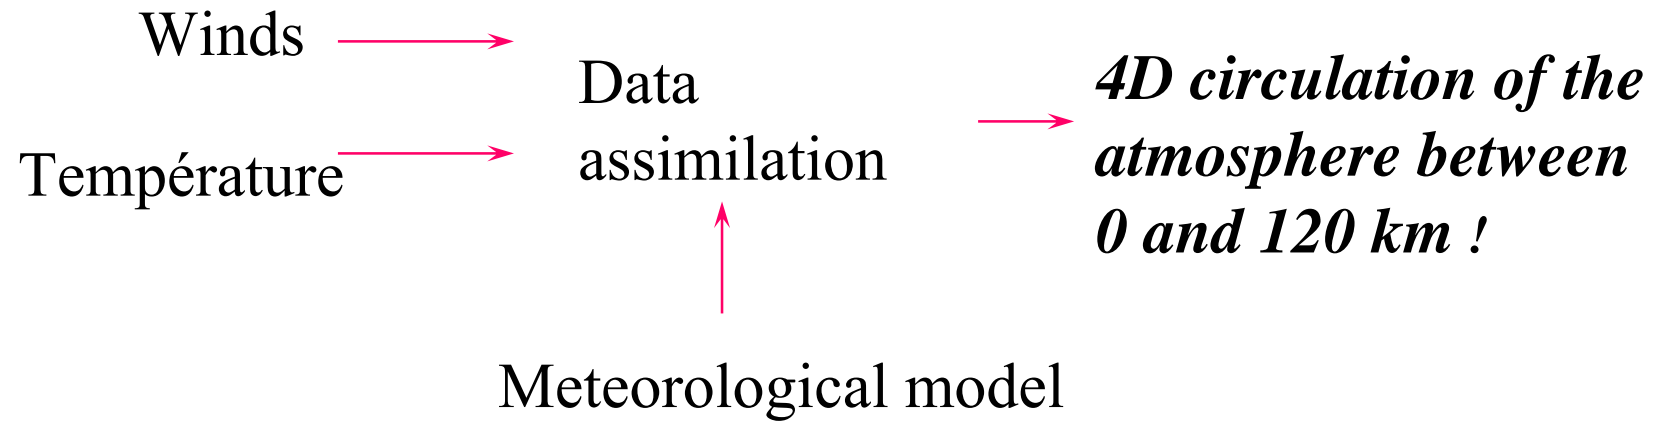 Winds
Température
Data
assimilation
4D circulation of the
atmosphere between
0 and 120 km !
Meteorological model